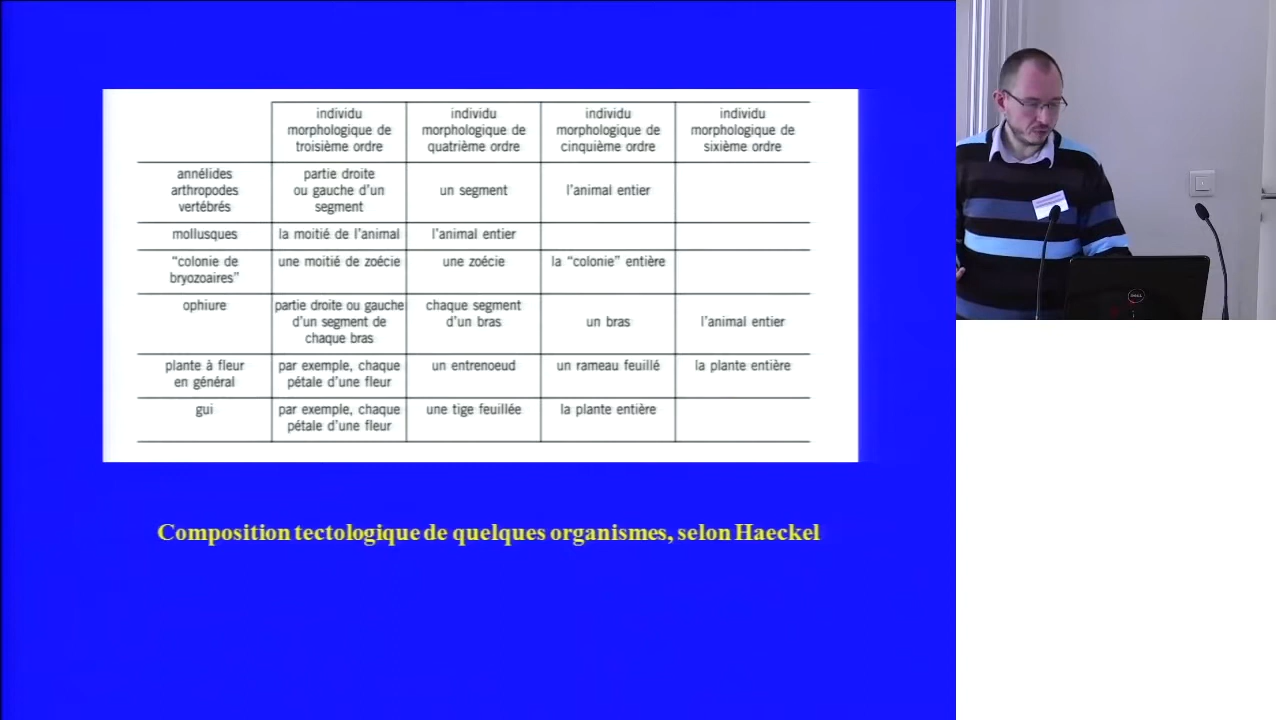 individu
morphologique de
troisième ordre
individu
morphologique de
quatrième ordre
individu
morphologique de
cinquième ordre
individu
morphologique de
sixième ordre
annélides
arthropodes
vertébrés
partie droite
ou gauche d'un
segment
un segment
l'animal entier
mollusques
la moitié de l'animal
l'animal entier
"colonie de
bryozoaires"
une moitié de zoécie
une zoécie
la "colonie" entière
ophiure
partie droite ou gauche
d'un segment de
chaque bras
chaque segment
d'un bras
un bras
l'animal entier
plante à fleur
en général
par exemple, chaque
pétale d'une fleur
un entrenoeud
un rameau feuillé
la plante entière
gui
par exemple, chaque
pétale d'une fleur
une tige feuillée
la plante entière
Composition tectologique de quelques organismes, selon Haeckel
DELL